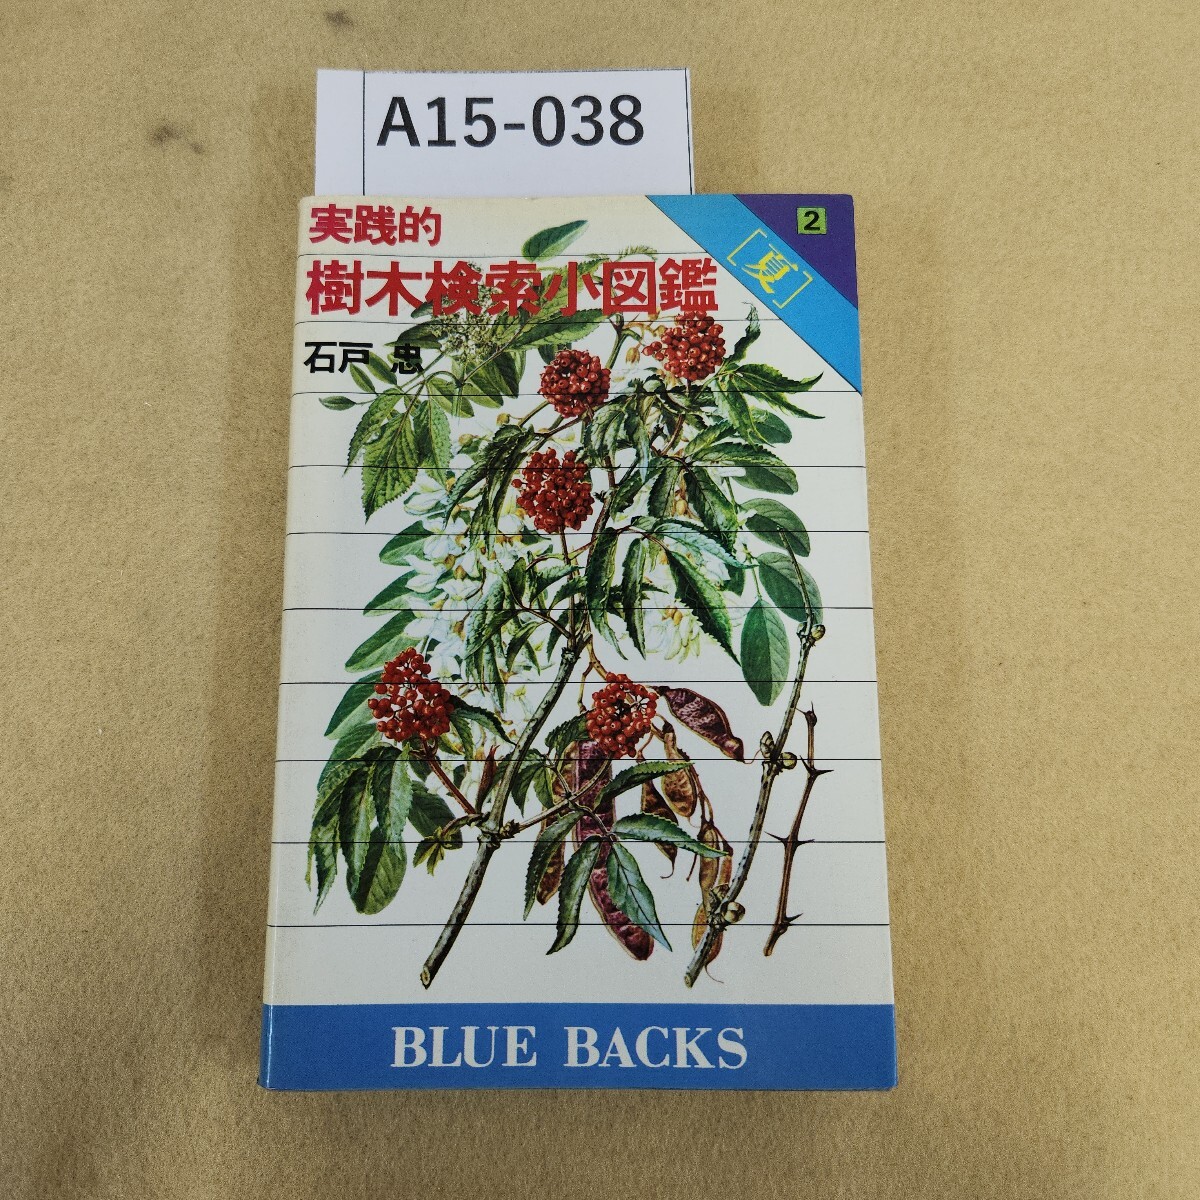 A15-038
実践的
樹木検索小図鑑
石戸 忠
[夏]
2
BLUE BACKS